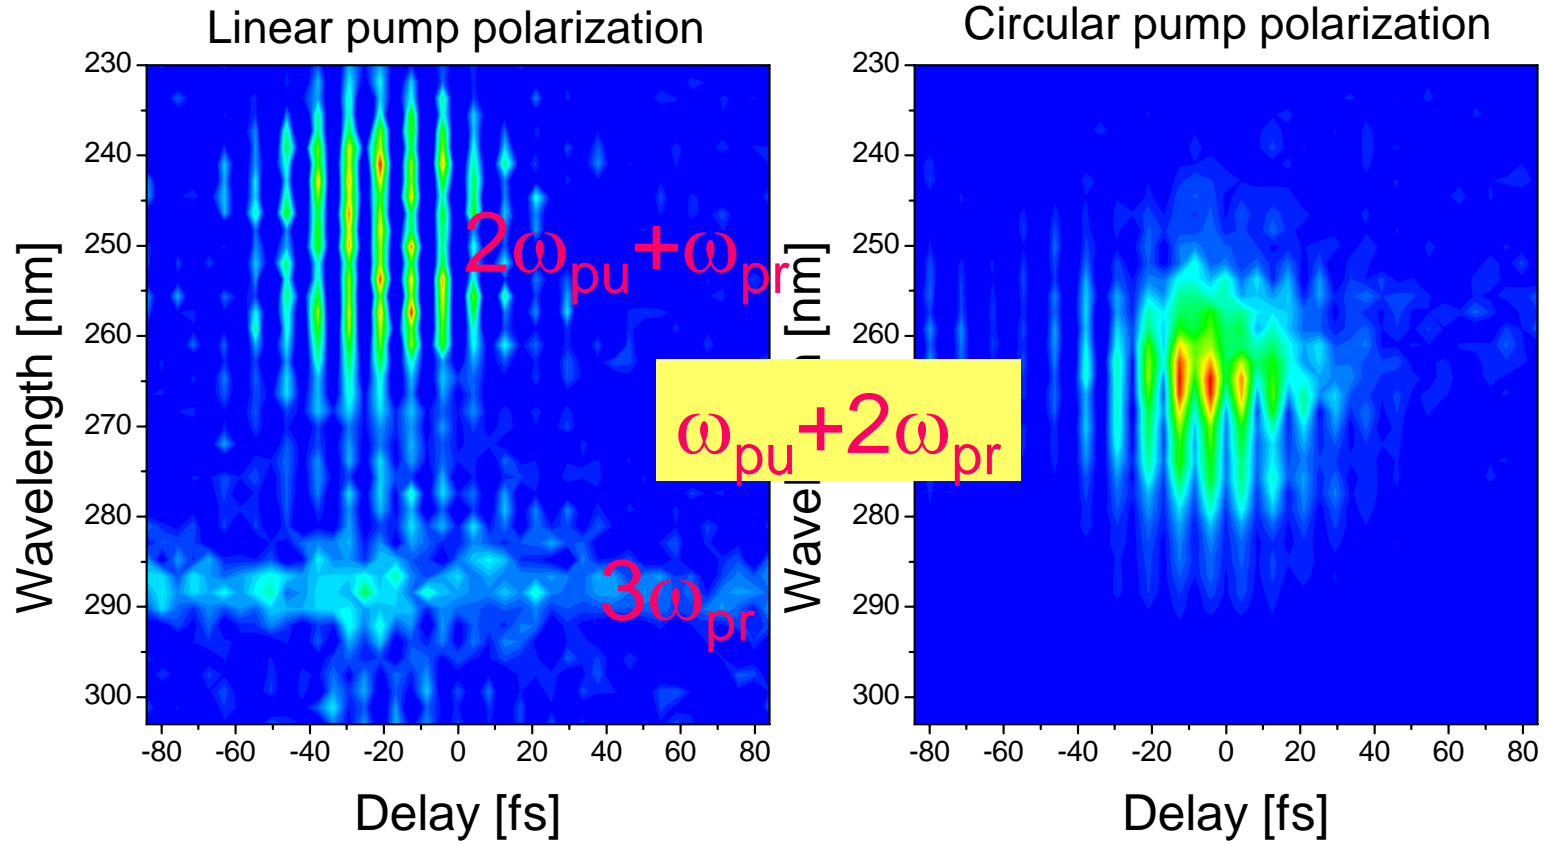 Linear pump polarization
230
240
250
260
270
280
290
300
Wavelength [nm]
-80 -60 -40 -20 0 20 40 60 80
Delay [fs]
2ωpu+ωpr
3ωpr
ωpu+2ωpr
Circular pump polarization
230
240
250
260
270
280
290
300
-80 -60 -40 -20 0 20 40 60 80
Delay [fs]